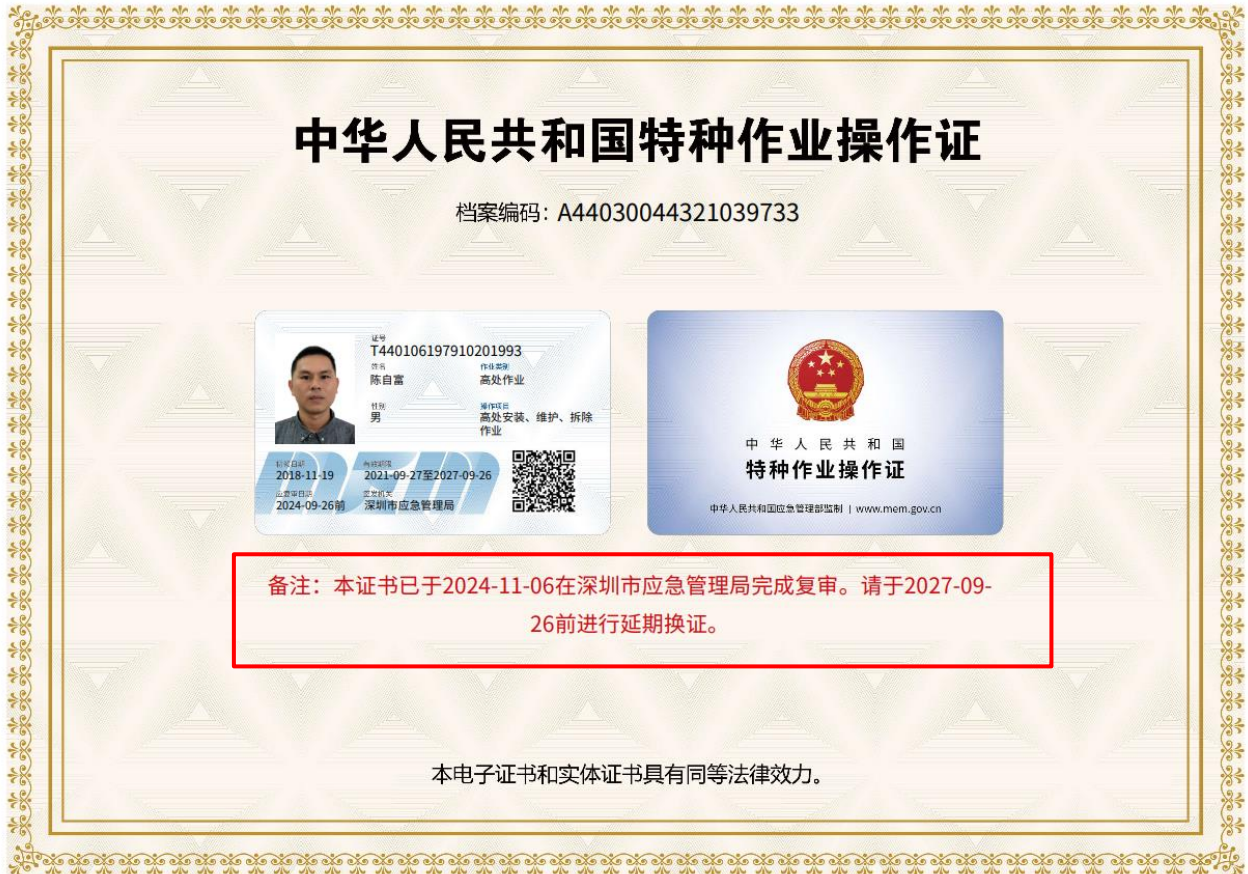 中华人民共和国特种作业操作证
档案编码：A44030044321039733
证号
T440106197910201993
姓名
陈自富
作业类别
高处作业
性别
男
操作项目
高处安装、维护、拆除
作业
初领日期
2018-11-19
有效期限
2021-09-27至2027-09-26
应复审日期
2024-09-26前
签发机关
深圳市应急管理局
中华人民共和国
特种作业操作证
中华人民共和国应急管理部监制 | www.mem.gov.cn
备注：本证书已于2024-11-06在深圳市应急管理局完成复审。请于2027-09-
26前进行延期换证。
本电子证书和实体证书具有同等法律效力。